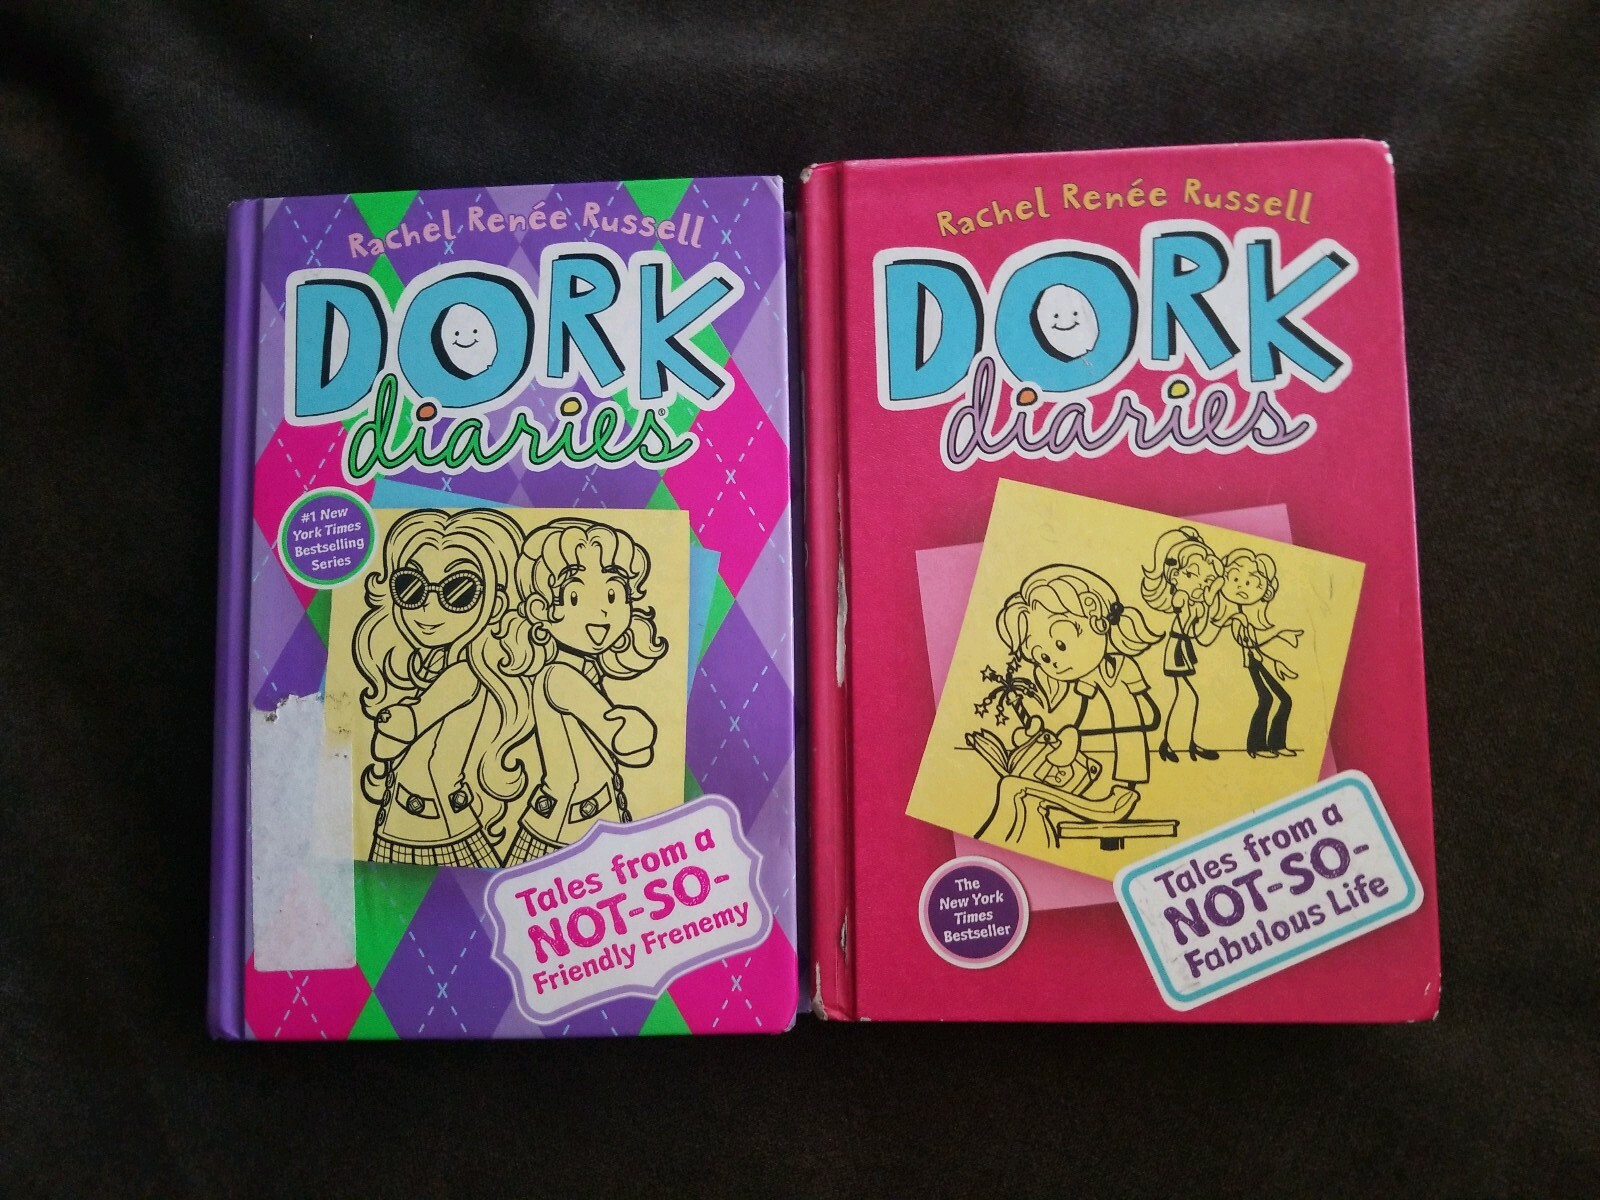 Rachel Renée Russell
DORK
diaries®
#1 New
York Times
Bestselling
Series
Tales from a
NOT-SO-
Friendly Frenemy
Rachel Renée Russell
DORK
diaries
The
New York
Times
Bestseller
Tales from a
NOT-SO-
Fabulous Life